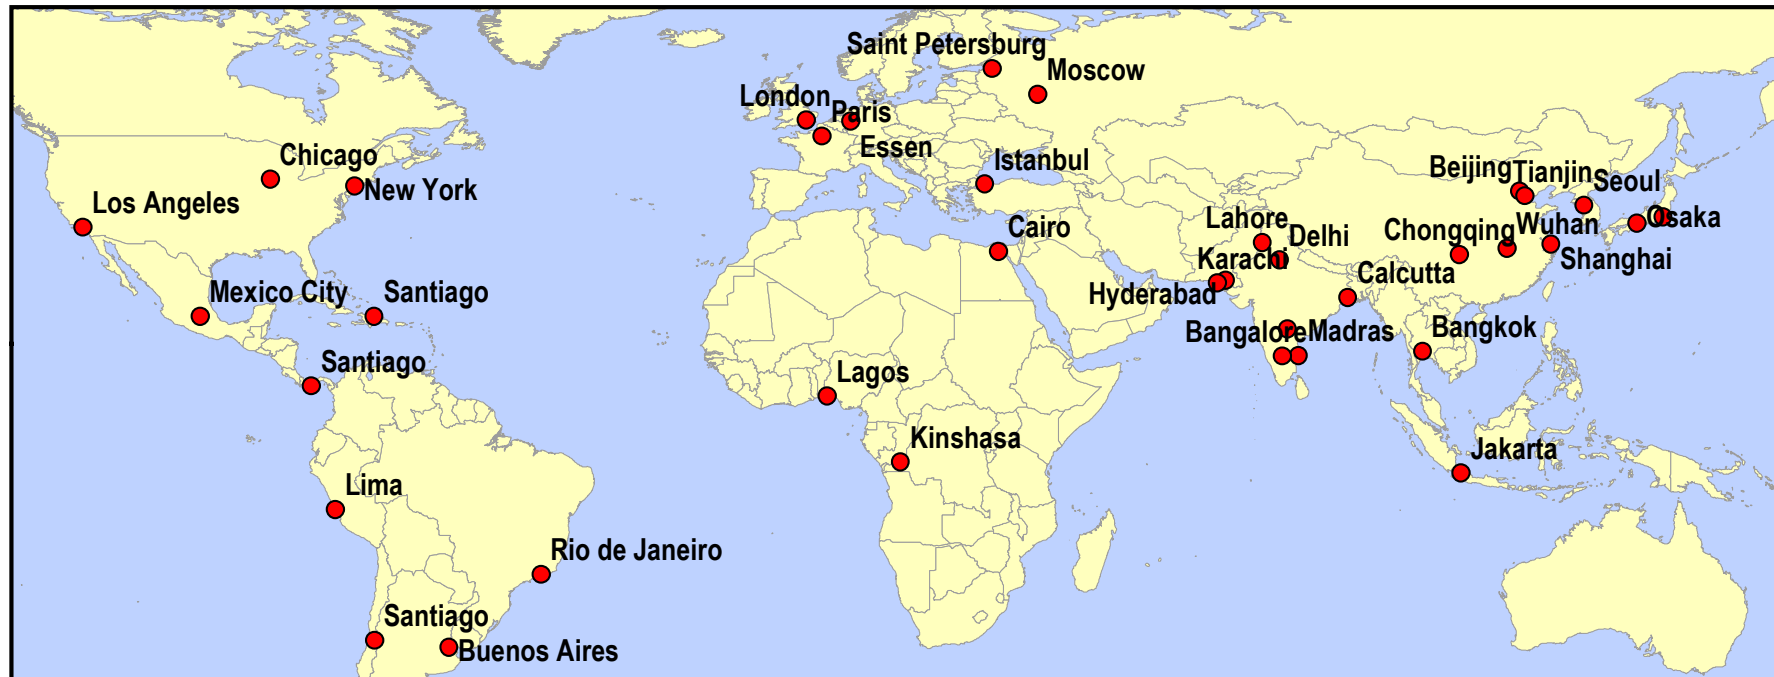 Saint Petersburg
Moscow
London
Paris
Essen
Istanbul
Chicago
New York
Los Angeles
Beijing
Tianjin
Seoul
Osaka
Lahore
Delhi
Chongqing
Wuhan
Shanghai
Cairo
Karachi
Hyderabad
Calcutta
Mexico City
Santiago
Bangalore
Madras
Bangkok
Santiago
Lagos
Kinshasa
Jakarta
Lima
Rio de Janeiro
Santiago
Buenos Aires